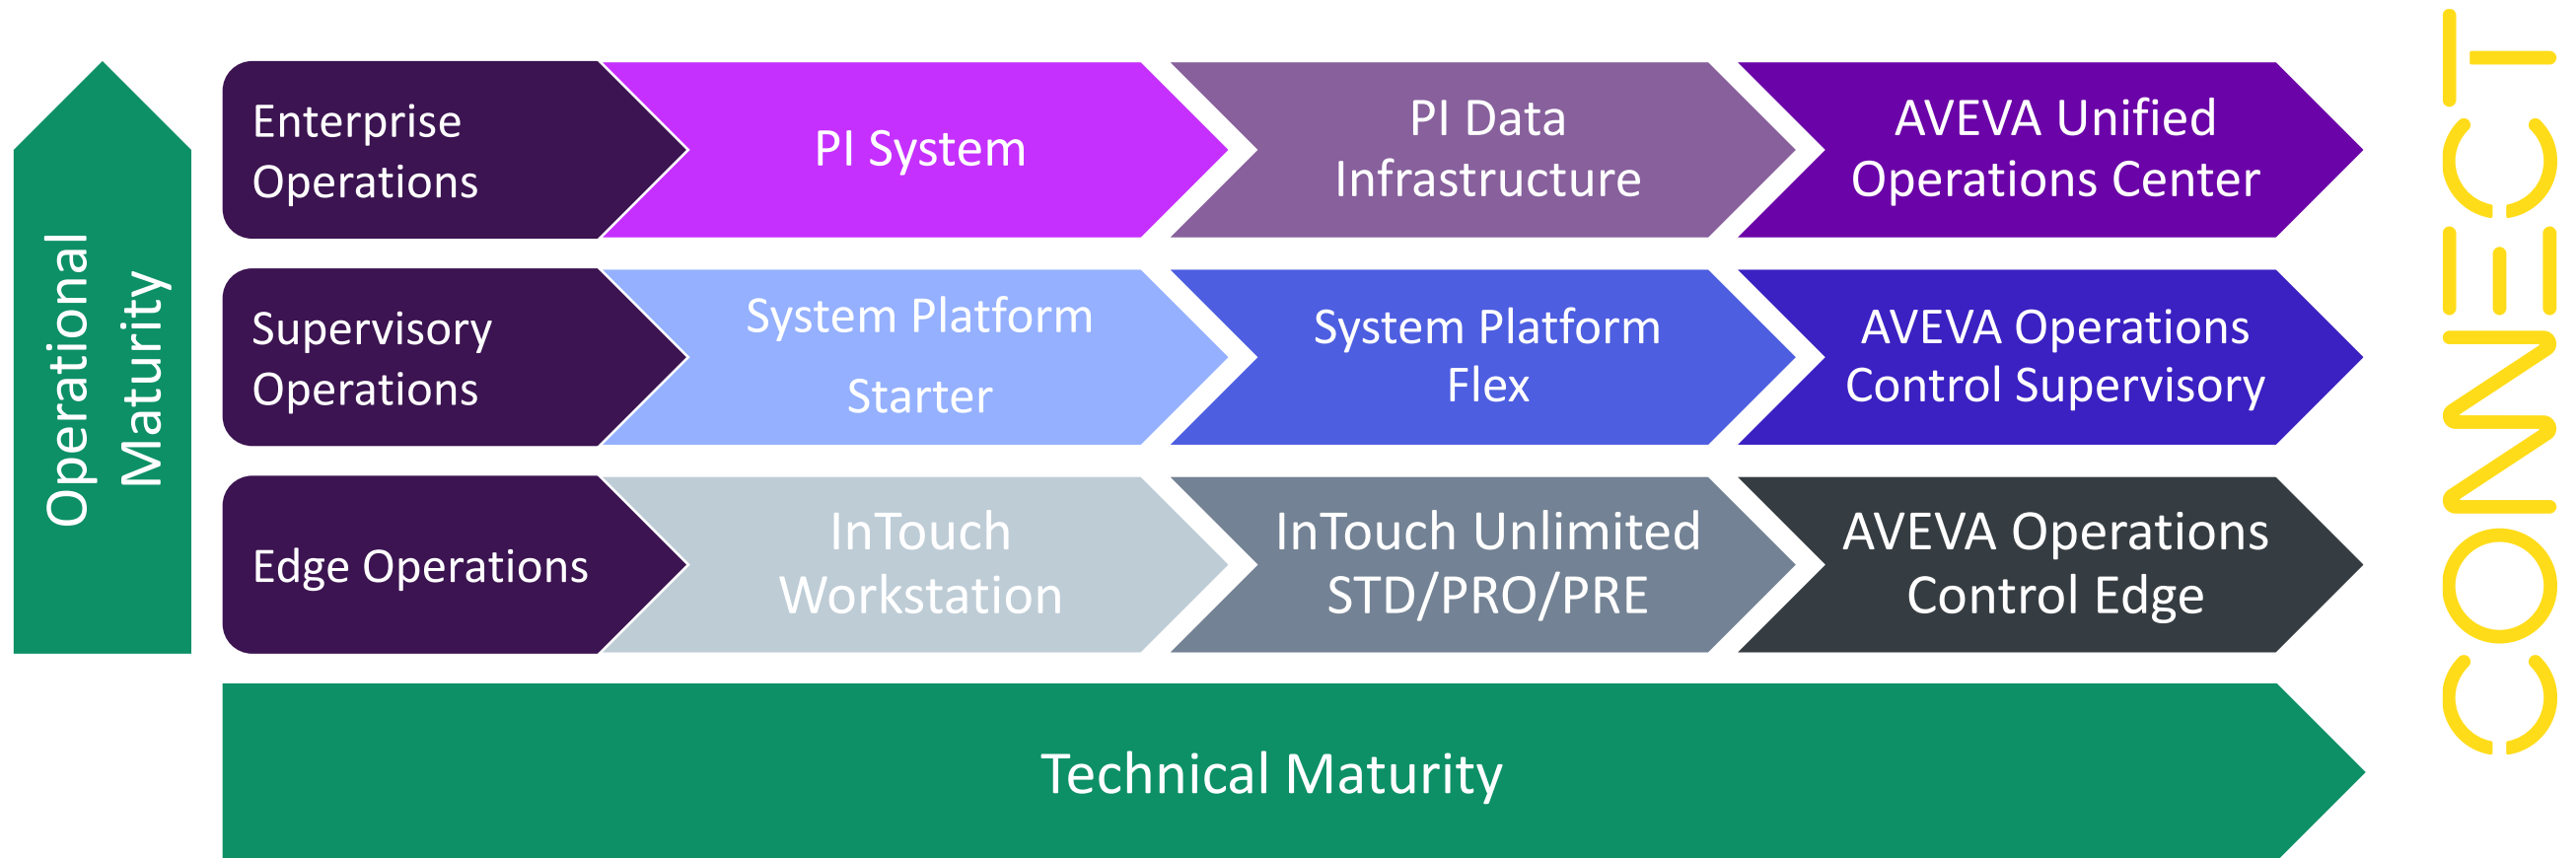 Operational
Maturity
Enterprise
Operations
PI System
PI Data
Infrastructure
AVEVA Unified
Operations Center
Supervisory
Operations
System Platform
Starter
System Platform
Flex
AVEVA Operations
Control Supervisory
Edge Operations
InTouch
Workstation
InTouch Unlimited
STD/PRO/PRE
AVEVA Operations
Control Edge
Technical Maturity
CONNECT